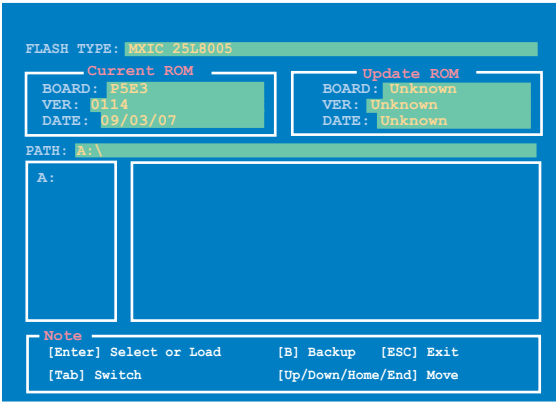 FLASH TYPE: MXIC 25L8005
Current ROM
BOARD: P5E3
VER: 0114
DATE: 09/03/07
Update ROM
BOARD: Unknown
VER: Unknown
DATE: Unknown
PATH: A:\
A:
Note
[Enter] Select or Load [B] Backup [ESC] Exit
[Tab] Switch [Up/Down/Home/End] Move